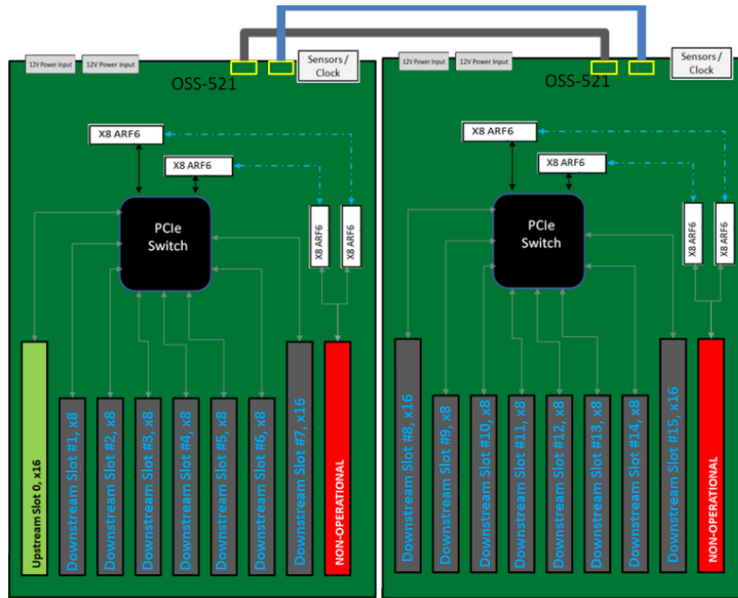 12V Power Input
12V Power Input
Sensors /
Clock
OSS-521
X8 ARF6
X8 ARF6
PCIe
Switch
X8 ARF6
X8 ARF6
Upstream Slot 0, x16
Downstream Slot #1, x8
Downstream Slot #2, x8
Downstream Slot #3, x8
Downstream Slot #4, x8
Downstream Slot #5, x8
Downstream Slot #6, x8
Downstream Slot #7, x16
NON-OPERATIONAL
12V Power Input
12V Power Input
Sensors /
Clock
OSS-521
X8 ARF6
X8 ARF6
PCIe
Switch
X8 ARF6
X8 ARF6
Downstream Slot #8, x16
Downstream Slot #9, x8
Downstream Slot #10, x8
Downstream Slot #11, x8
Downstream Slot #12, x8
Downstream Slot #13, x8
Downstream Slot #14, x8
Downstream Slot #15, x16
NON-OPERATIONAL